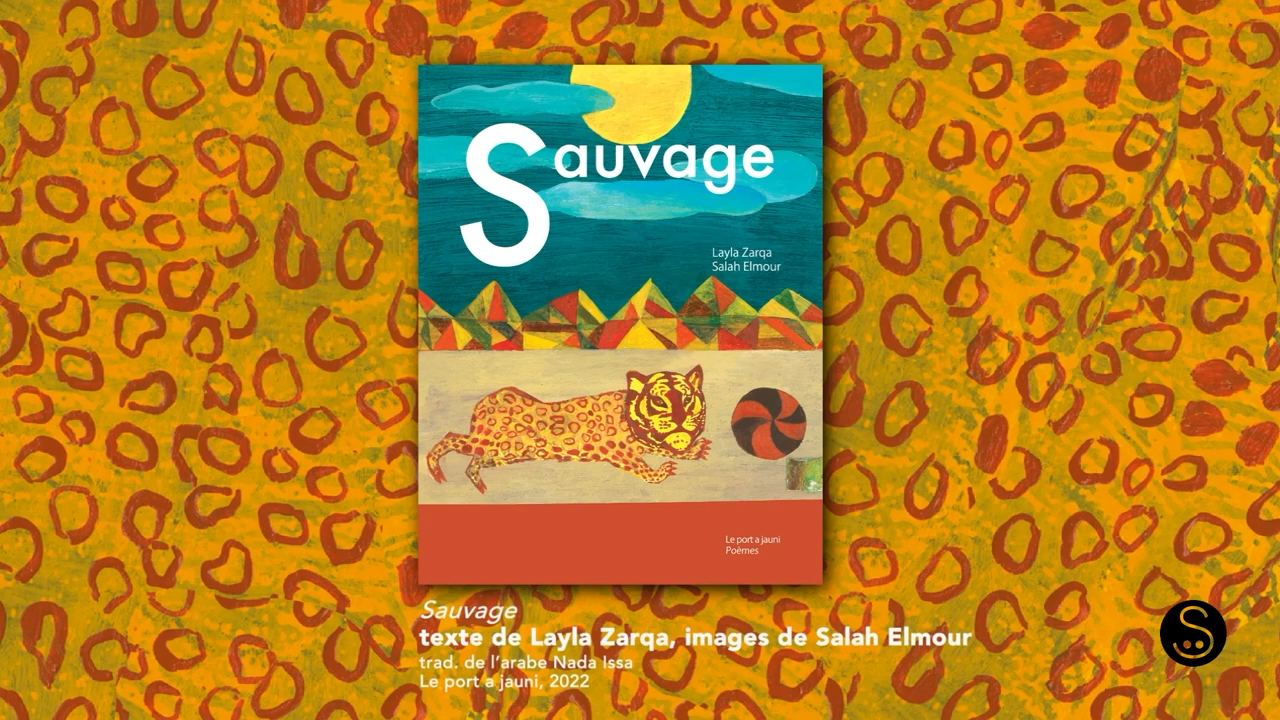 Sauvage
Layla Zarqa
Salah Elmour
Le port a jauni
Poèmes
Sauvage
texte de Layla Zarqa, images de Salah Elmour
trad. de l'arabe Nada Issa
Le port a jauni, 2022
S